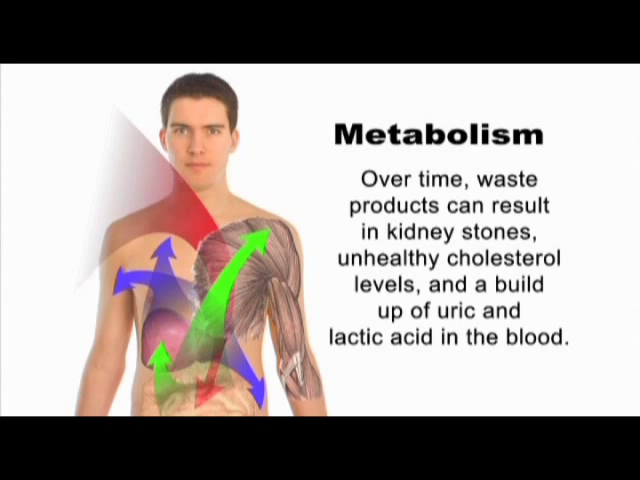 Metabolism
Over time, waste
products can result
in kidney stones,
unhealthy cholesterol
levels, and a build
up of uric and
lactic acid in the blood.